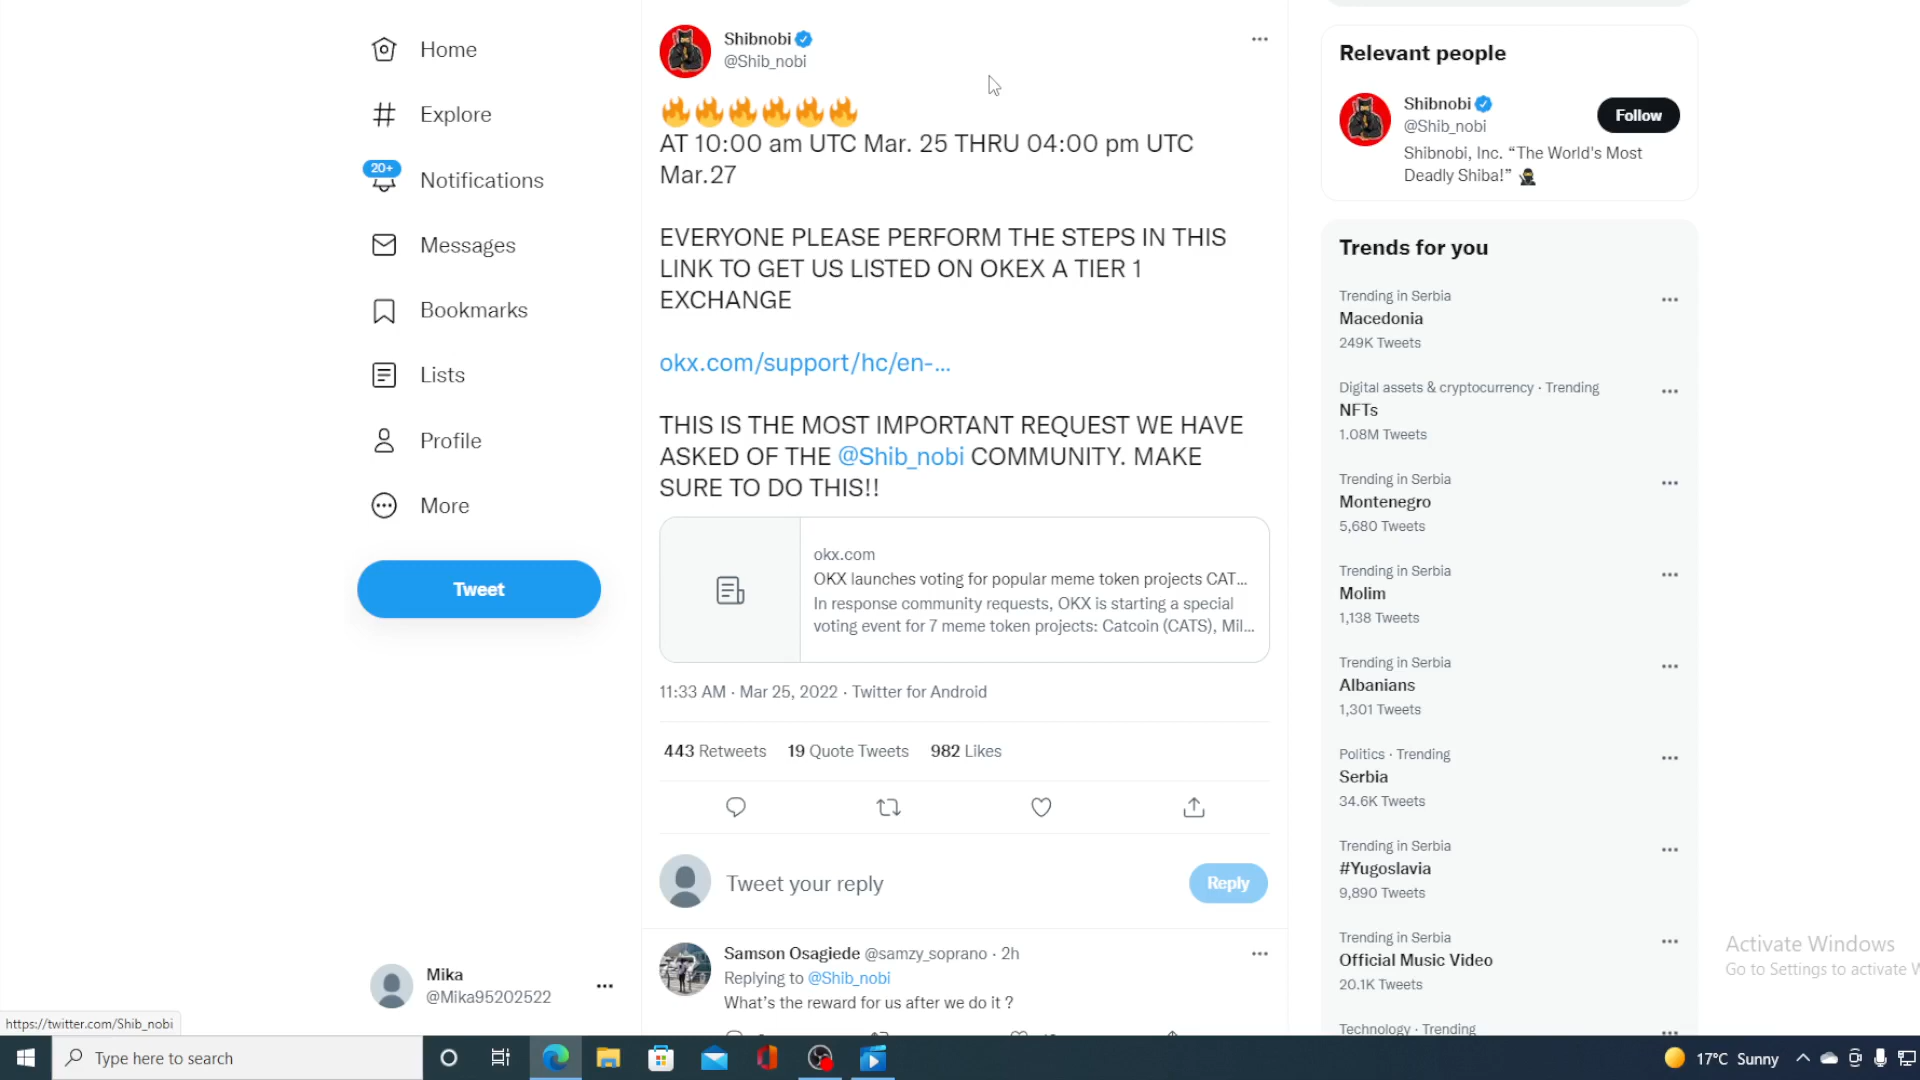 Home
Explore
20+
Notifications
Messages
Bookmarks
Lists
Profile
More
Tweet
Mika
@Mika95202522
https://twitter.com/Shib_nobi
Shibnobi
@Shib_nobi
🔥🔥🔥🔥🔥🔥
AT 10:00 am UTC Mar. 25 THRU 04:00 pm UTC
Mar.27
EVERYONE PLEASE PERFORM THE STEPS IN THIS
LINK TO GET US LISTED ON OKEX A TIER 1
EXCHANGE
okx.com/support/hc/en-...
THIS IS THE MOST IMPORTANT REQUEST WE HAVE
ASKED OF THE @Shib_nobi COMMUNITY. MAKE
SURE TO DO THIS!!
okx.com
OKX launches voting for popular meme token projects CAT...
In response community requests, OKX is starting a special
voting event for 7 meme token projects: Catcoin (CATS), Mil...
11:33 AM · Mar 25, 2022 · Twitter for Android
443 Retweets 19 Quote Tweets 982 Likes
Tweet your reply
Reply
Samson Osagiede @samzy_soprano · 2h
Replying to @Shib_nobi
What's the reward for us after we do it ?
Relevant people
Shibnobi
@Shib_nobi
Follow
Shibnobi, Inc. “The World's Most
Deadly Shiba!” 🥷
Trends for you
Trending in Serbia
Macedonia
249K Tweets
Digital assets & cryptocurrency · Trending
NFTs
1.08M Tweets
Trending in Serbia
Montenegro
5,680 Tweets
Trending in Serbia
Molim
1,138 Tweets
Trending in Serbia
Albanians
1,301 Tweets
Politics · Trending
Serbia
34.6K Tweets
Trending in Serbia
#Yugoslavia
9,890 Tweets
Trending in Serbia
Official Music Video
20.1K Tweets
Technology · Trending
Activate Windows
Go to Settings to activate W
Type here to search
17°C Sunny